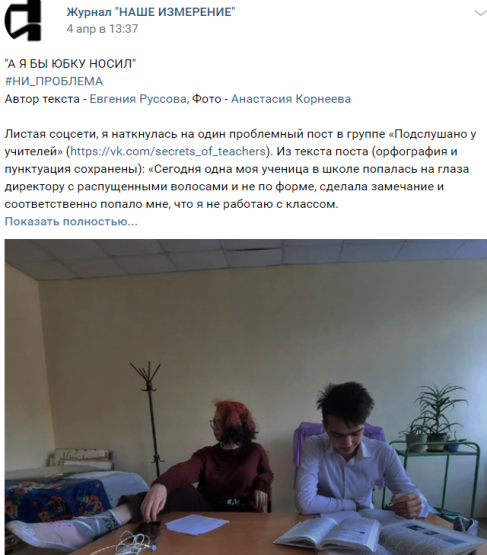 Журнал "НАШЕ ИЗМЕРЕНИЕ"
4 апр в 13:37
"А Я БЫ ЮБКУ НОСИЛ"
#НИ_ПРОБЛЕМА
Автор текста - Евгения Руссова, Фото - Анастасия Корнеева
Листая соцсети, я наткнулась на один проблемный пост в группе «Подслушано у
учителей» (https://vk.com/secrets_of_teachers). Из текста поста (орфография и
пунктуация сохранены): «Сегодня одна моя ученица в школе попалась на глаза
директору с распущенными волосами и не по форме, сделала замечание и
соответственно попало мне, что я не работаю с классом.
Показать полностью...